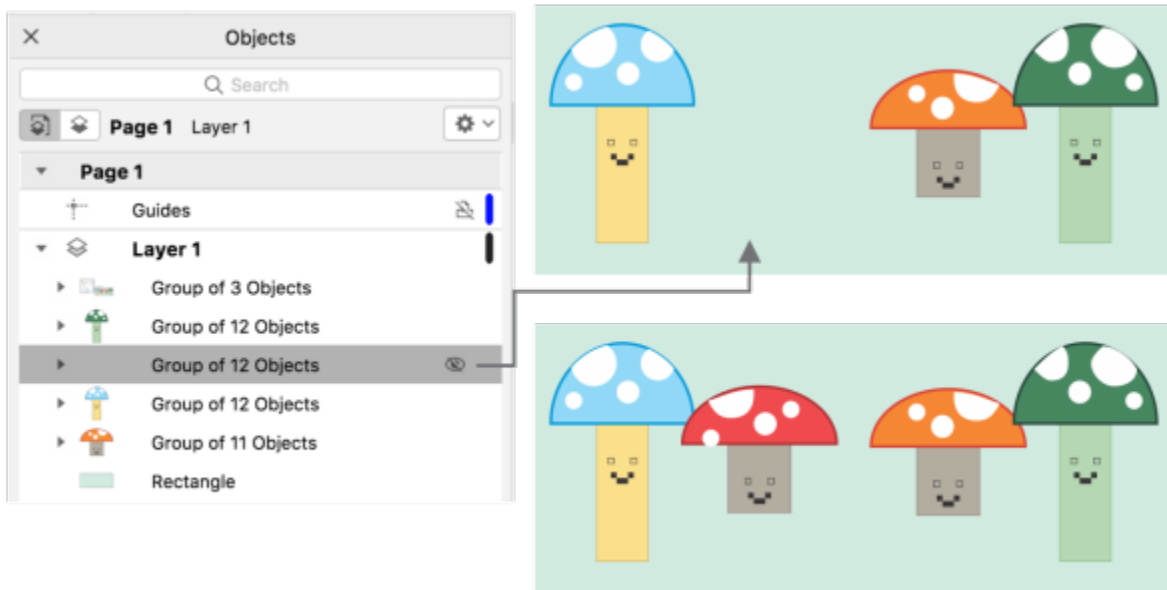 Objects
Search
Page 1 Layer 1
Page 1
Guides
Layer 1
Group of 3 Objects
Group of 12 Objects
Group of 12 Objects
Group of 12 Objects
Group of 11 Objects
Rectangle